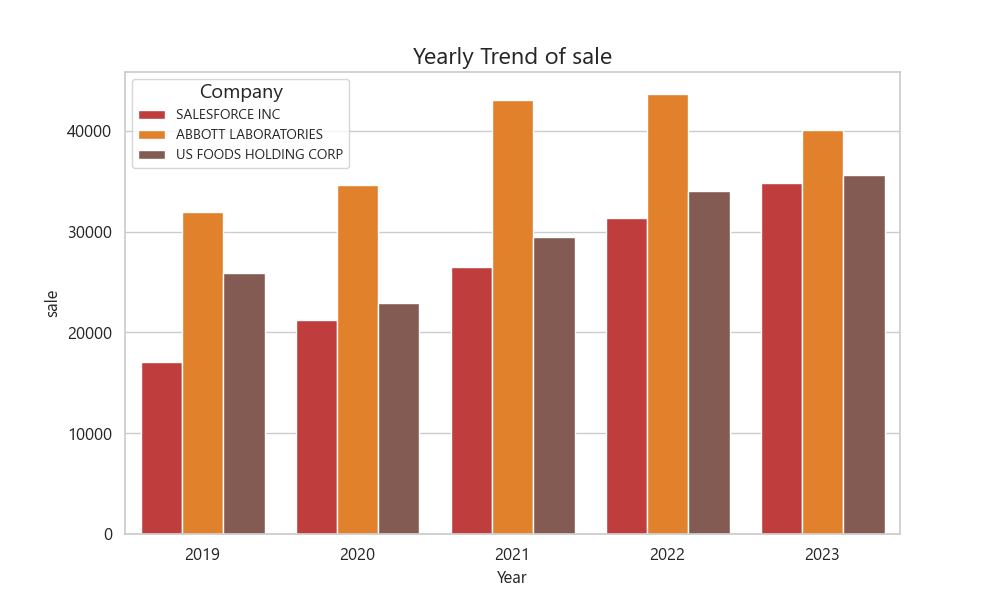 Yearly Trend of sale
Company
SALESFORCE INC
ABBOTT LABORATORIES
US FOODS HOLDING CORP
sale
40000
30000
20000
10000
0
2019 2020 2021 2022 2023
Year